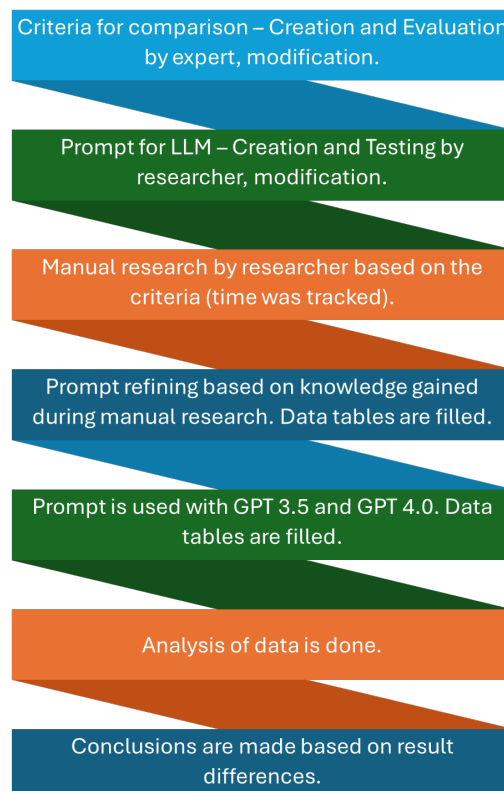 Criteria for comparison – Creation and Evaluation
by expert, modification.
Prompt for LLM – Creation and Testing by
researcher, modification.
Manual research by researcher based on the
criteria (time was tracked).
Prompt refining based on knowledge gained
during manual research. Data tables are filled.
Prompt is used with GPT 3.5 and GPT 4.0. Data
tables are filled.
Analysis of data is done.
Conclusions are made based on result
differences.